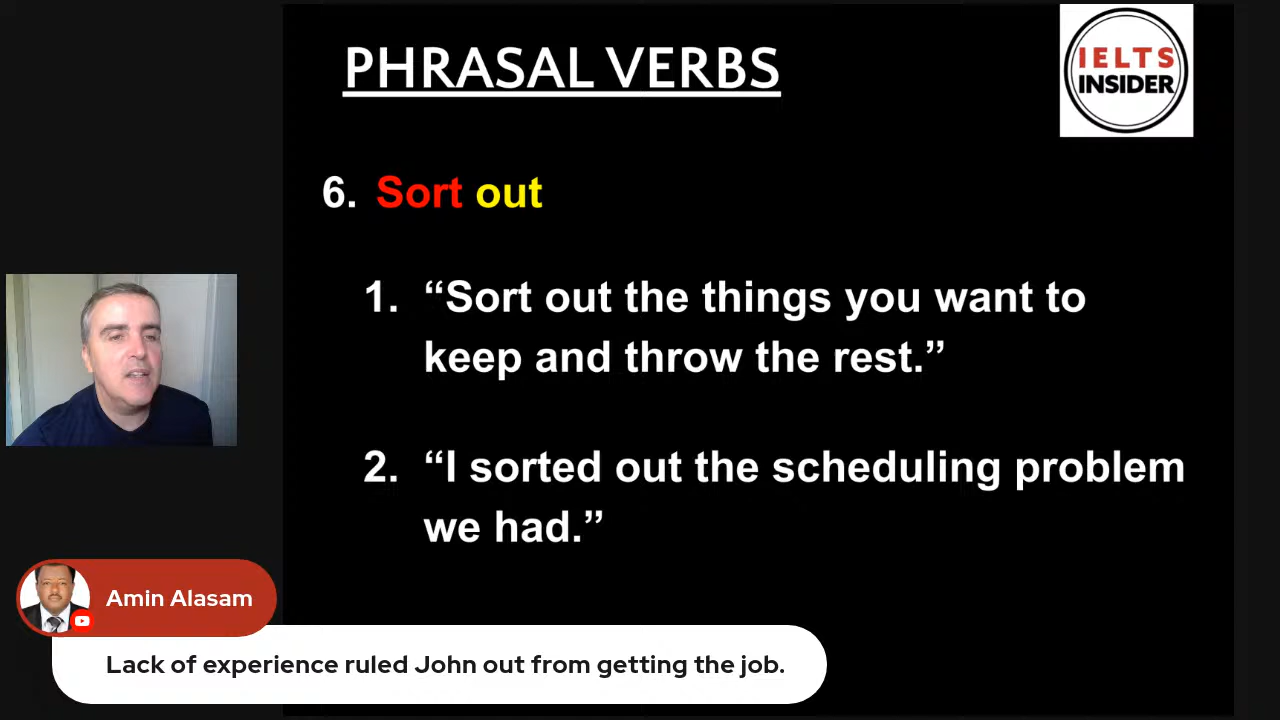 PHRASAL VERBS
IELTS
INSIDER
6. Sort out
1. “Sort out the things you want to
keep and throw the rest.”
2. “I sorted out the scheduling problem
we had.”
Amin Alasam
Lack of experience ruled John out from getting the job.